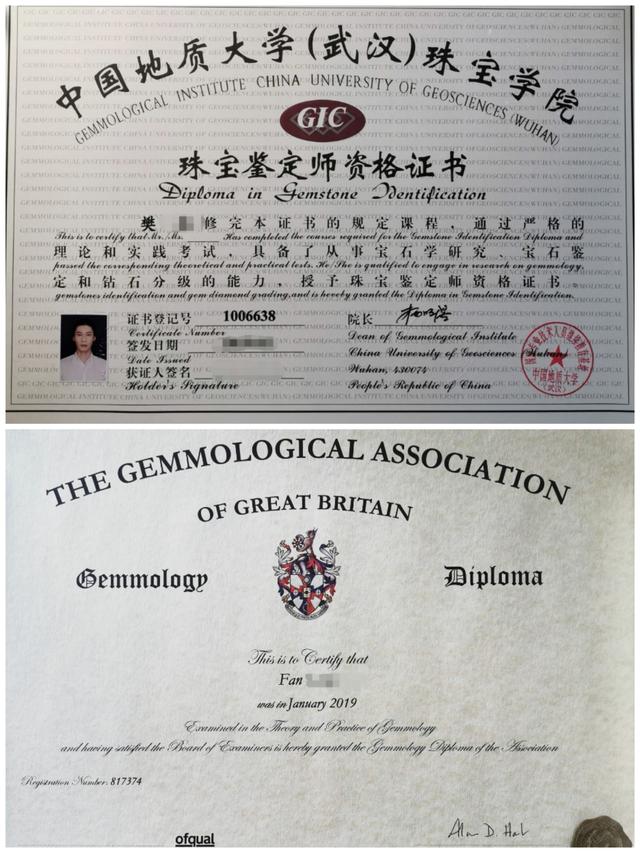 中国地质大学(武汉)珠宝学院
GEMMOLOGICAL INSTITUTE CHINA UNIVERSITY OF GEOSCIENCES (WUHAN)
GIC
珠宝鉴定师资格证书
Diploma in Gemstone Identification
樊 修完本证书的规定课程，通过严格的
This is to certify that Mr. Ms. Has completed the courses required for the Gemstone Identification Diploma and
理论和实践考试，具备了从事宝石学研究、宝石鉴
passed the corresponding theoretical and practical tests. He/She is qualified to engage in research on gemmology,
定和钻石分级的能力，授予珠宝鉴定师资格证书。
gemstones identification and gem diamond grading, and is hereby granted the Diploma in Gemstone Identification.
证书登记号 1006638
Certificate Number
签发日期
Date Issued
获证人签名
Holder's Signature
院长
Dean of Gemmological Institute
China University of Geosciences (Wuhan)
Wuhan, 430074
People's Republic of China
中国地质大学
(武汉)
THE GEMMOLOGICAL ASSOCIATION
OF GREAT BRITAIN
Gemmology Diploma
This is to Certify that
Fan
was in January 2019
Examined in the Theory and Practice of Gemmology
and having satisfied the Board of Examiners is hereby granted the Gemmology Diploma of the Association
Registration Number: 817374
ofqual